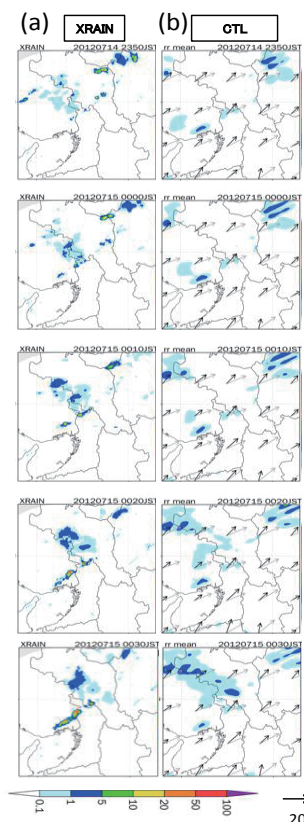 (a) XRAIN (b) CTL
XRAIN 20120714 2350JST rr mean 20120714 2350JST
XRAIN 20120715 0000JST rr mean 20120715 0000JST
XRAIN 20120715 0010JST rr mean 20120715 0010JST
XRAIN 20120715 0020JST rr mean 20120715 0020JST
XRAIN 20120715 0030JST rr mean 20120715 0030JST
0.1 1 5 10 20 50 100
20